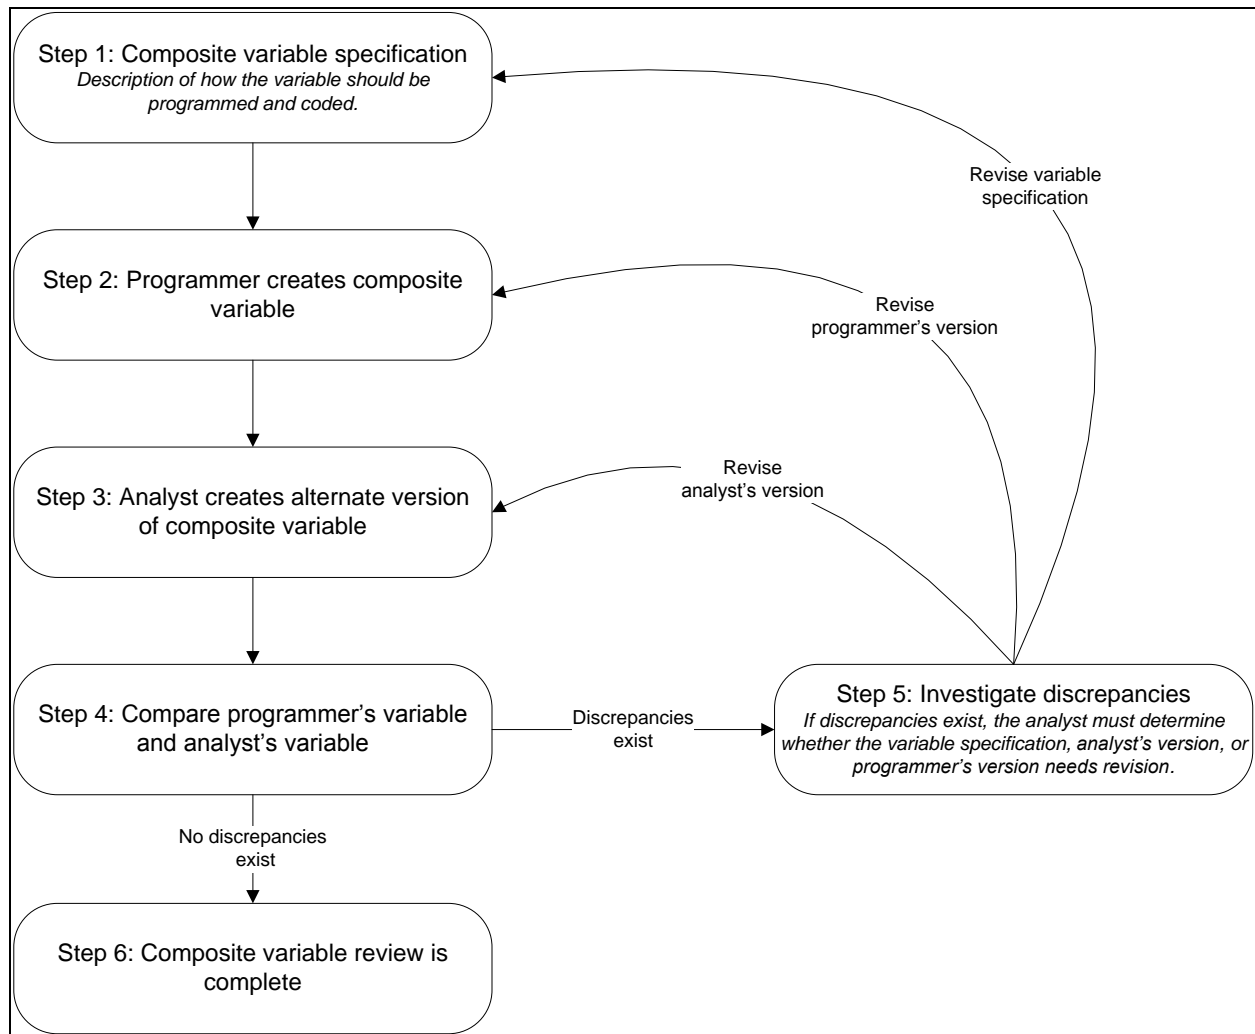 Step 1: Composite variable specification
Description of how the variable should be
programmed and coded.
Revise variable
specification
Step 2: Programmer creates composite
variable
Revise
programmer’s version
Step 3: Analyst creates alternate version
of composite variable
Revise
analyst’s version
Step 4: Compare programmer’s variable
and analyst’s variable
Discrepancies
exist
Step 5: Investigate discrepancies
If discrepancies exist, the analyst must determine
whether the variable specification, analyst’s version, or
programmer’s version needs revision.
No discrepancies
exist
Step 6: Composite variable review is
complete